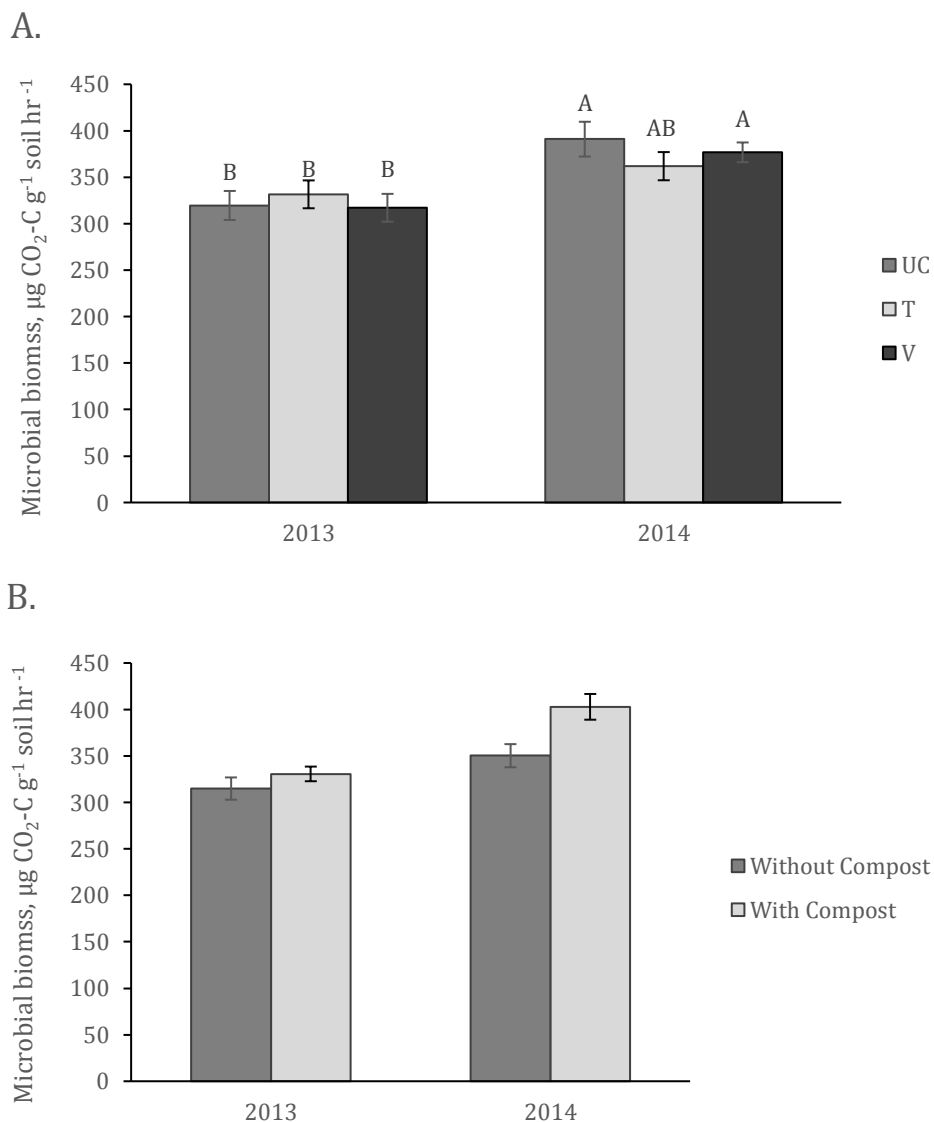 A.
Microbial biomss, µg CO₂-C g⁻¹ soil hr⁻¹
450
400
350
300
250
200
150
100
50
0
B
B
B
A
AB
A
2013
2014
UC
T
V
B.
Microbial biomss, µg CO₂-C g⁻¹ soil hr⁻¹
450
400
350
300
250
200
150
100
50
0
2013
2014
Without Compost
With Compost